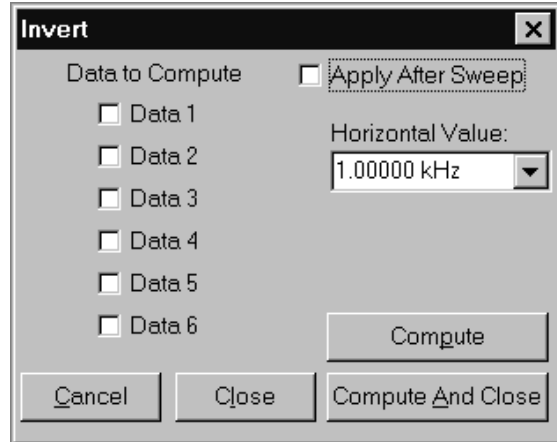 Invert
Data to Compute
Apply After Sweep
Data 1
Data 2
Data 3
Data 4
Data 5
Data 6
Horizontal Value:
1.00000 kHz
Compute
Cancel
Close
Compute And Close